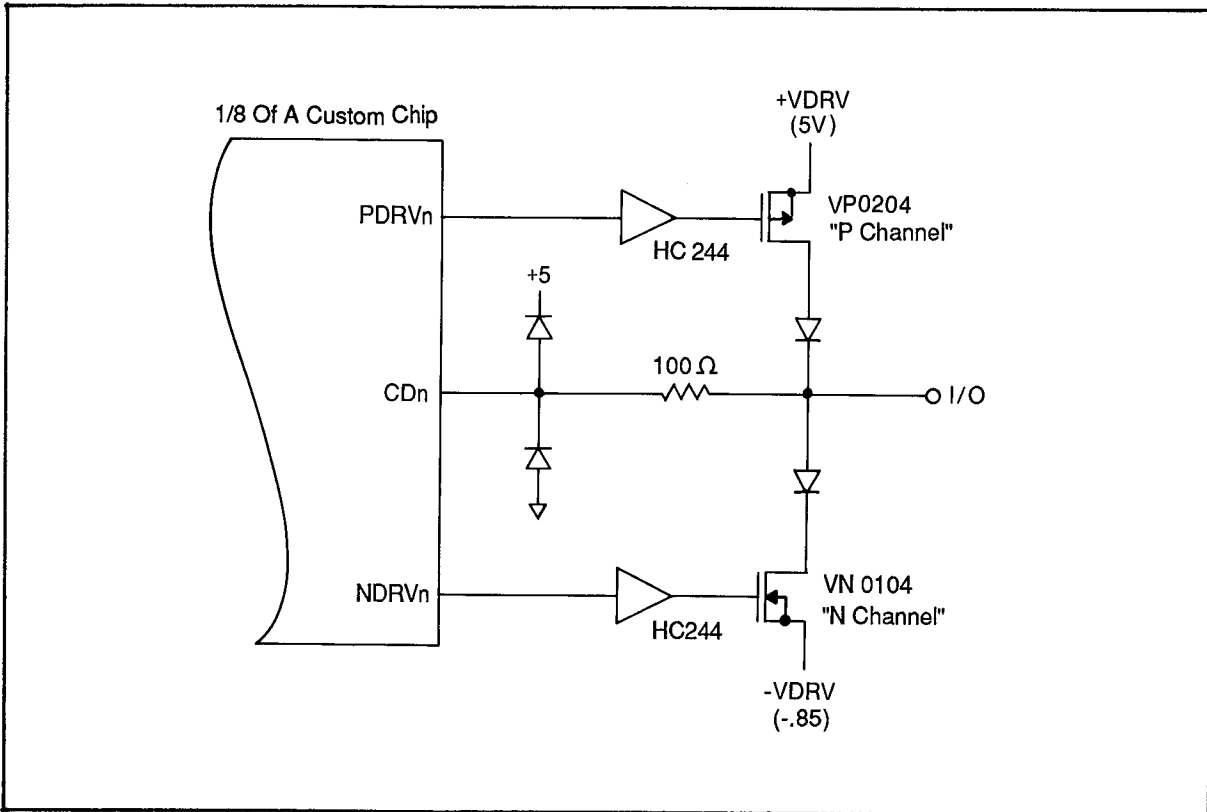 1/8 Of A Custom Chip
+VDRV
(5V)
PDRVn
HC 244
VP0204
"P Channel"
+5
100 Ω
CDn
I/O
NDRVn
HC244
VN 0104
"N Channel"
-VDRV
(-.85)